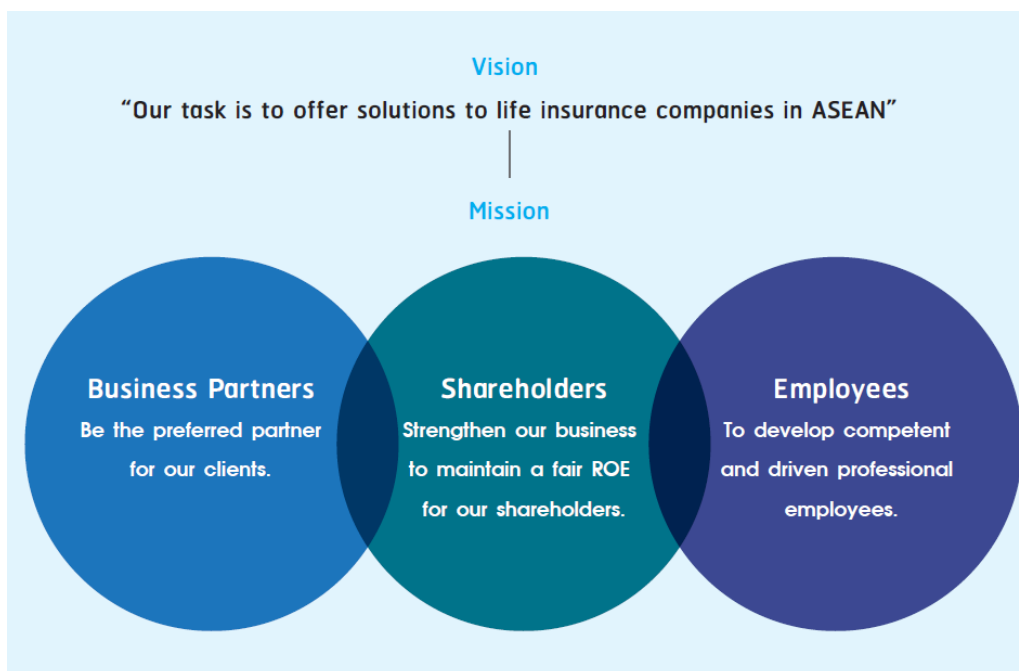 Vision
“Our task is to offer solutions to life insurance companies in ASEAN”
Mission
Business Partners
Be the preferred partner
for our clients.
Shareholders
Strengthen our business
to maintain a fair ROE
for our shareholders.
Employees
To develop competent
and driven professional
employees.